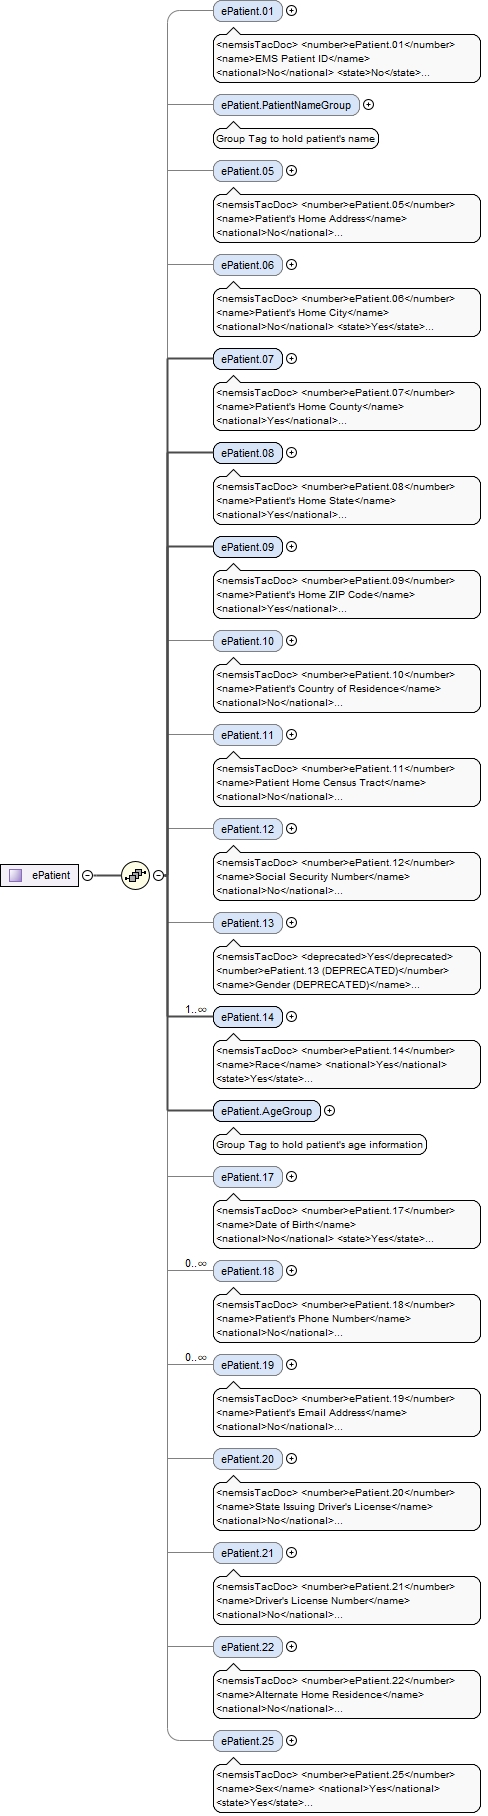 ePatient.01
<nemsisTacDoc> <number>ePatient.01</number>
<name>EMS Patient ID</name>
<national>No</national> <state>No</state>...
ePatient.PatientNameGroup
Group Tag to hold patient's name
ePatient.05
<nemsisTacDoc> <number>ePatient.05</number>
<name>Patient's Home Address</name>
<national>No</national>...
ePatient.06
<nemsisTacDoc> <number>ePatient.06</number>
<name>Patient's Home City</name>
<national>No</national> <state>Yes</state>...
ePatient.07
<nemsisTacDoc> <number>ePatient.07</number>
<name>Patient's Home County</name>
<national>Yes</national>...
ePatient.08
<nemsisTacDoc> <number>ePatient.08</number>
<name>Patient's Home State</name>
<national>Yes</national>...
ePatient.09
<nemsisTacDoc> <number>ePatient.09</number>
<name>Patient's Home ZIP Code</name>
<national>Yes</national>...
ePatient.10
<nemsisTacDoc> <number>ePatient.10</number>
<name>Patient's Country of Residence</name>
<national>No</national>...
ePatient.11
<nemsisTacDoc> <number>ePatient.11</number>
<name>Patient Home Census Tract</name>
<national>No</national>...
ePatient.12
<nemsisTacDoc> <number>ePatient.12</number>
<name>Social Security Number</name>
<national>No</national>...
ePatient
ePatient.13
<nemsisTacDoc> <deprecated>Yes</deprecated>
<number>ePatient.13 (DEPRECATED)</number>
<name>Gender (DEPRECATED)</name>...
1..∞
ePatient.14
<nemsisTacDoc> <number>ePatient.14</number>
<name>Race</name> <national>Yes</national>
<state>Yes</state>...
ePatient.AgeGroup
Group Tag to hold patient's age information
ePatient.17
<nemsisTacDoc> <number>ePatient.17</number>
<name>Date of Birth</name>
<national>No</national> <state>Yes</state>...
0..∞
ePatient.18
<nemsisTacDoc> <number>ePatient.18</number>
<name>Patient's Phone Number</name>
<national>No</national>...
0..∞
ePatient.19
<nemsisTacDoc> <number>ePatient.19</number>
<name>Patient's Email Address</name>
<national>No</national>...
ePatient.20
<nemsisTacDoc> <number>ePatient.20</number>
<name>State Issuing Driver's License</name>
<national>No</national>...
ePatient.21
<nemsisTacDoc> <number>ePatient.21</number>
<name>Driver's License Number</name>
<national>No</national>...
ePatient.22
<nemsisTacDoc> <number>ePatient.22</number>
<name>Alternate Home Residence</name>
<national>No</national>...
ePatient.25
<nemsisTacDoc> <number>ePatient.25</number>
<name>Sex</name> <national>Yes</national>
<state>Yes</state>...